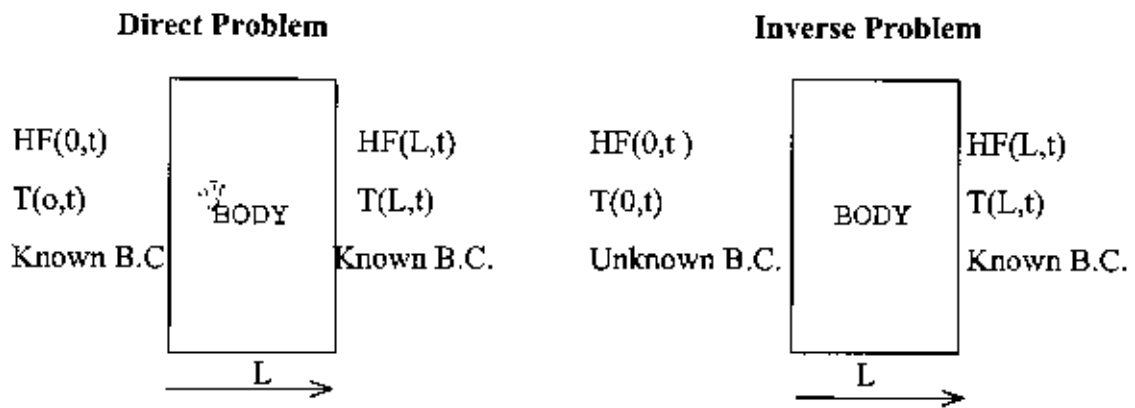 Direct Problem
HF(0,t)
T(o,t)
Known B.C
BODY
HF(L,t)
T(L,t)
Known B.C.
L
Inverse Problem
HF(0,t )
T(0,t)
Unknown B.C.
BODY
HF(L,t)
T(L,t)
Known B.C.
L